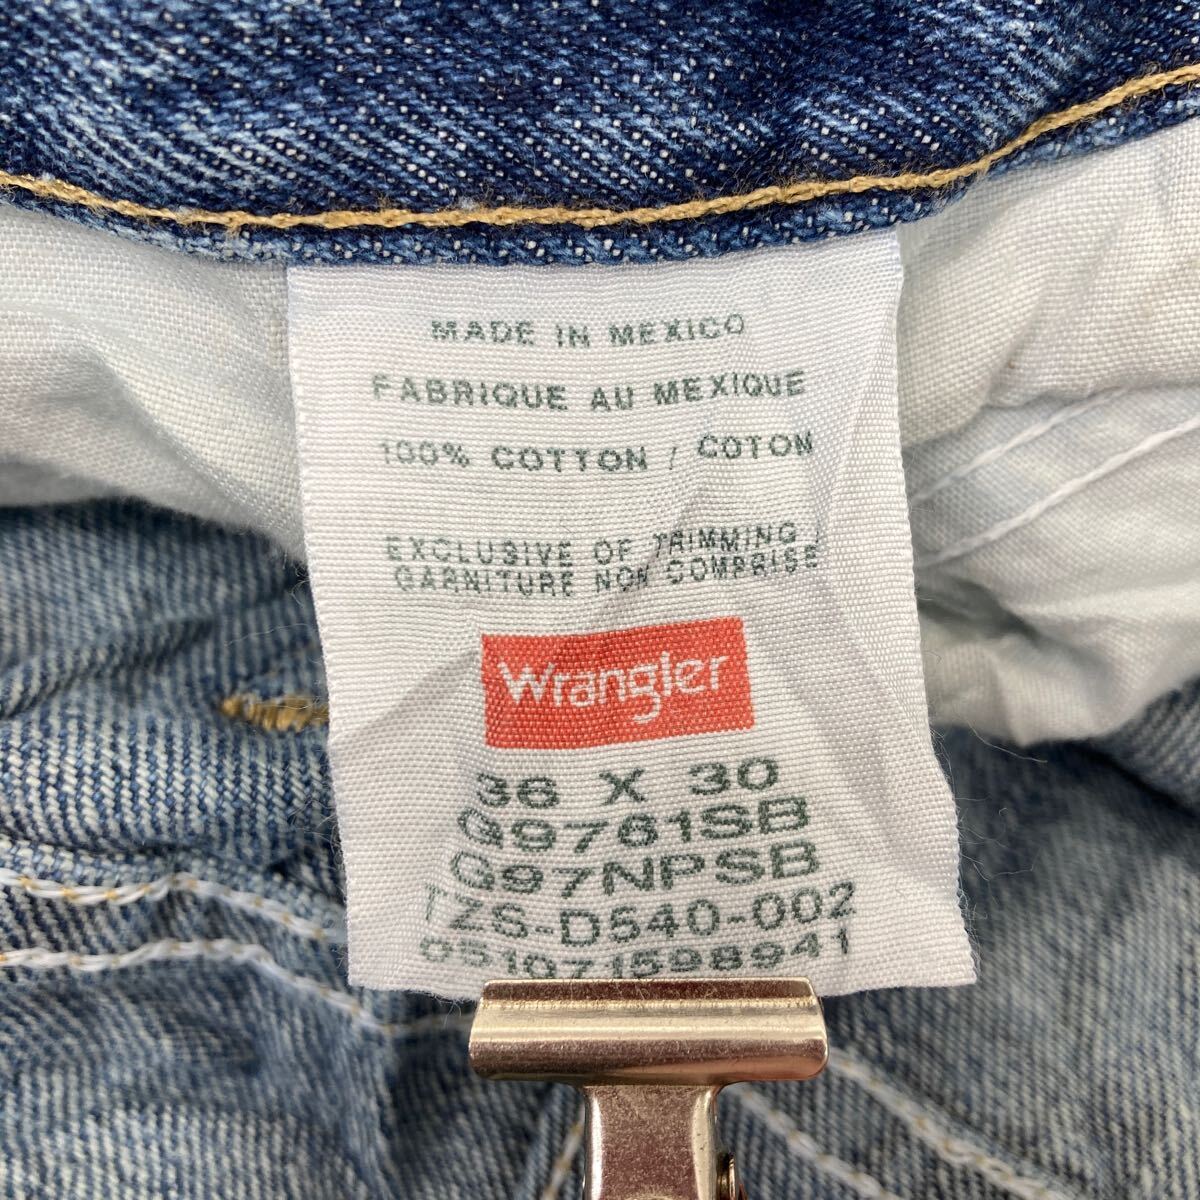 MADE IN MEXICO
FABRIQUE AU MEXIQUE
100% COTTON / COTON
EXCLUSIVE OF TRIMMING /
GARNITURE NON COMPRISE
Wrangler
36 X 30
G9761SB
G97NPSB
TZS-D540-002
051071598941